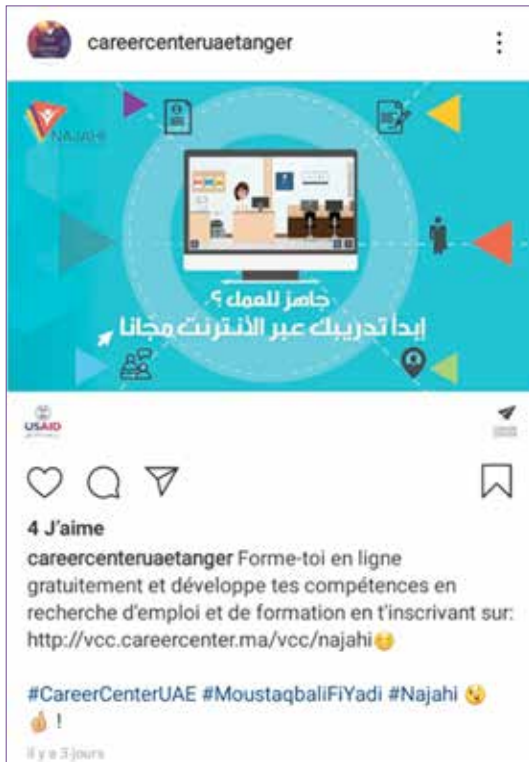 careercenteruaetanger
NAJAHI
جاهز للعمل ؟
إبدأ تدريبك عبر الأنترنت مجّانا
USAID
4 J'aime
careercenteruaetanger Forme-toi en ligne
gratuitement et développe tes compétences en
recherche d'emploi et de formation en t'inscrivant sur:
http://vcc.careercenter.ma/vcc/najahi😊
#CareerCenterUAE #MoustaqbaliFiYadi #Najahi 😉
👍 !
il y a 3 jours